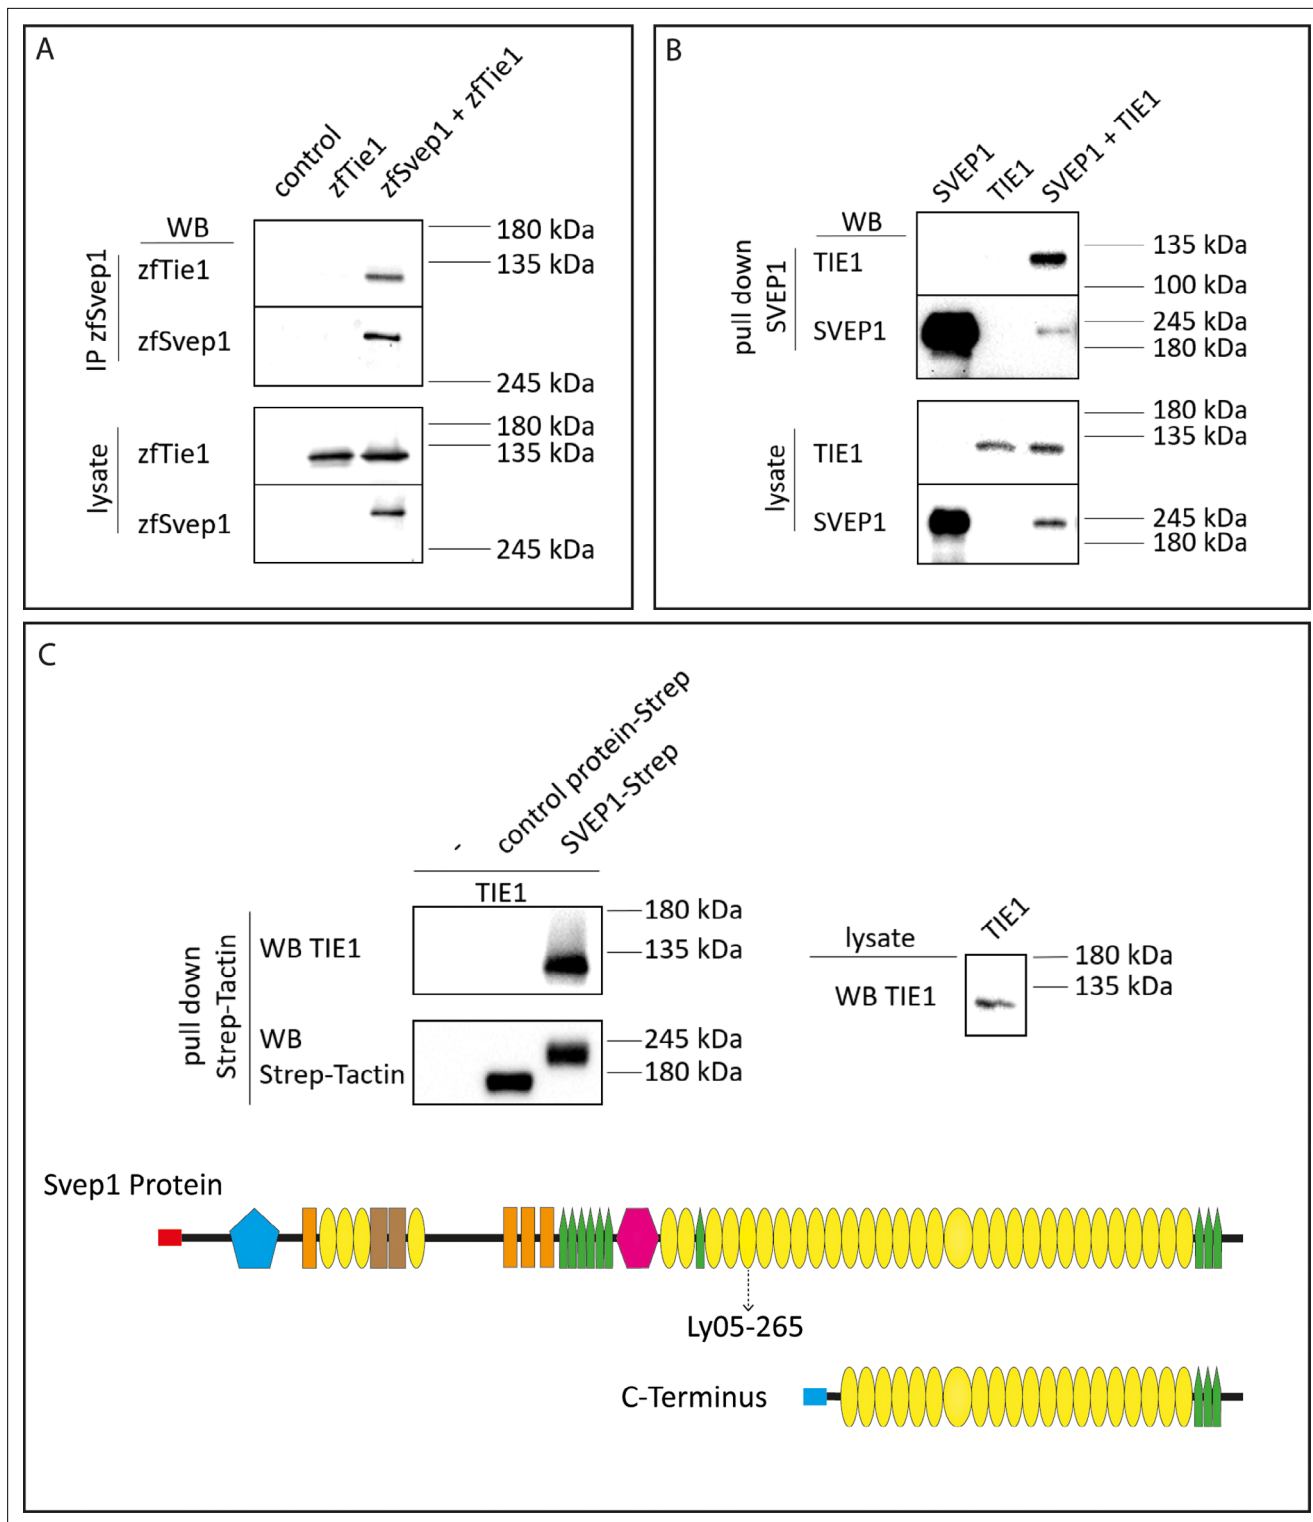 A
control
zfTie1
zfSvep1 + zfTie1
WB
IP zfSvep1
zfTie1
zfSvep1
180 kDa
135 kDa
245 kDa
lysate
zfTie1
zfSvep1
180 kDa
135 kDa
245 kDa
B
SVEP1
TIE1
SVEP1 + TIE1
WB
pull down
SVEP1
TIE1
SVEP1
135 kDa
100 kDa
245 kDa
180 kDa
lysate
TIE1
SVEP1
180 kDa
135 kDa
245 kDa
180 kDa
C
-
control protein-Strep
SVEP1-Strep
TIE1
pull down
Strep-Tactin
WB TIE1
WB
Strep-Tactin
180 kDa
135 kDa
245 kDa
180 kDa
lysate
TIE1
WB TIE1
180 kDa
135 kDa
Svep1 Protein
Ly05-265
C-Terminus